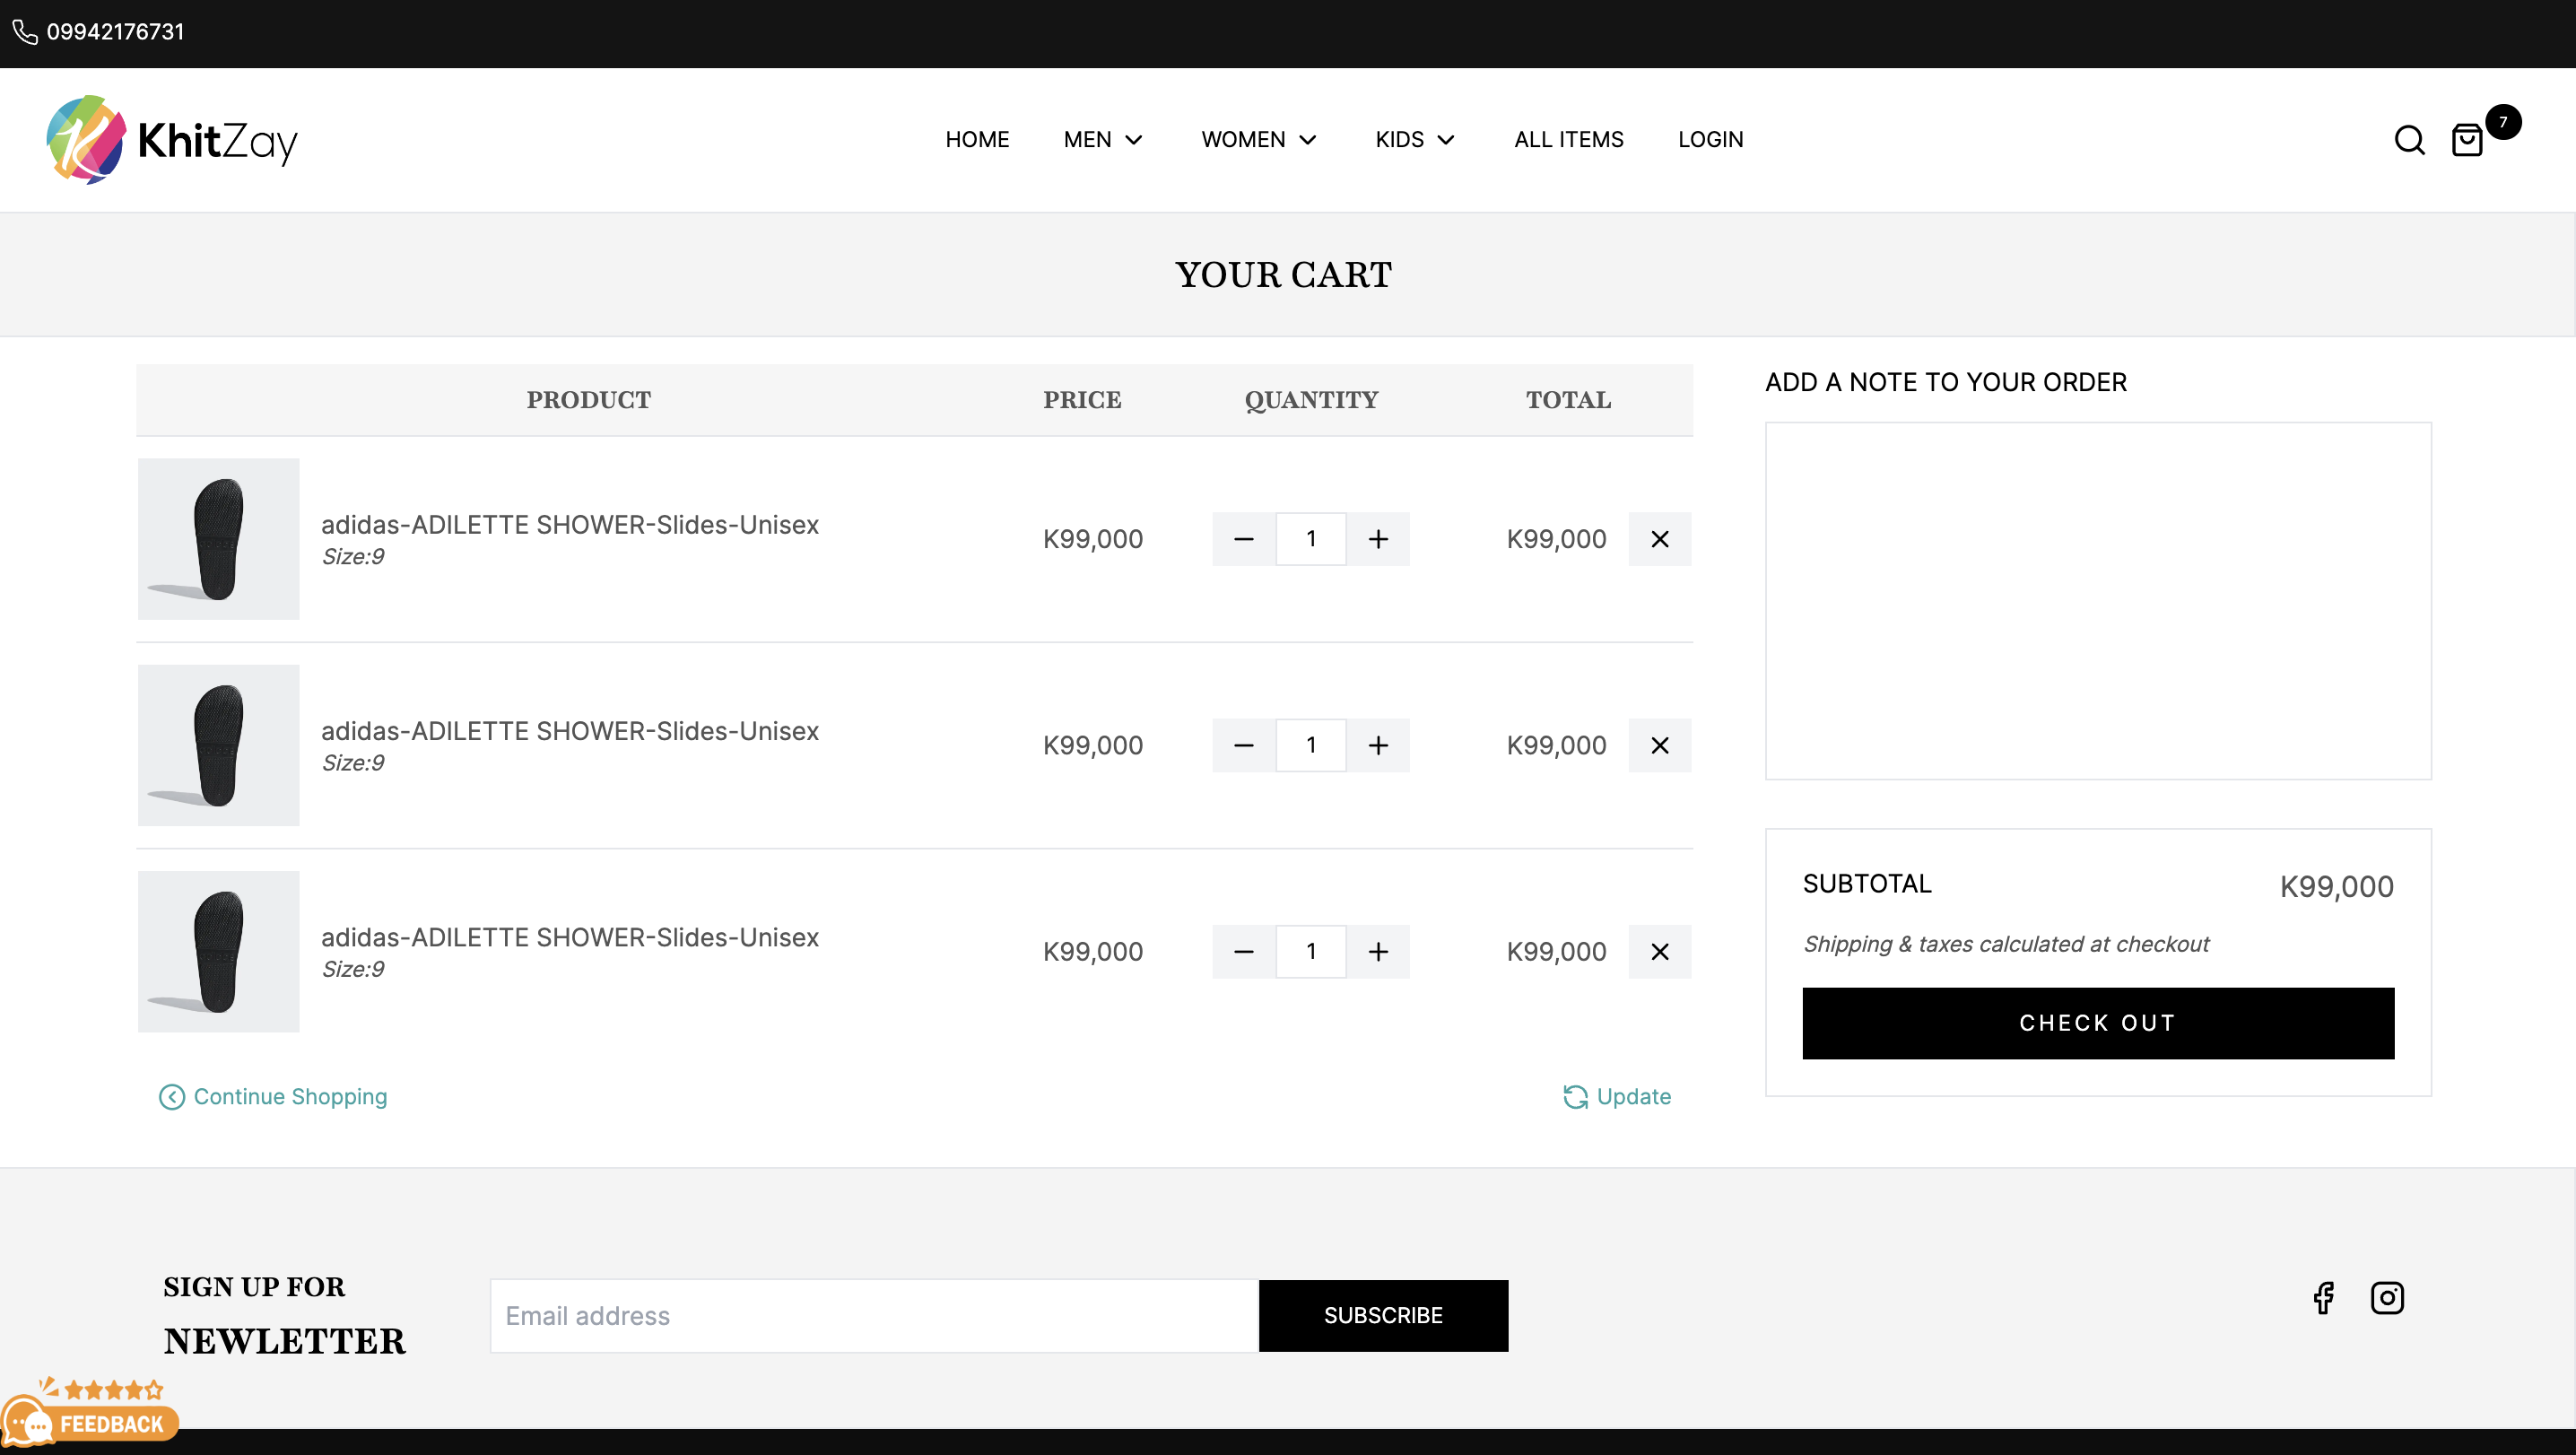 09942176731
KhitZay
HOME MEN WOMEN KIDS ALL ITEMS LOGIN
7
YOUR CART
PRODUCT PRICE QUANTITY TOTAL
adidas-ADILETTE SHOWER-Slides-Unisex
Size:9
K99,000 1 K99,000
adidas-ADILETTE SHOWER-Slides-Unisex
Size:9
K99,000 1 K99,000
adidas-ADILETTE SHOWER-Slides-Unisex
Size:9
K99,000 1 K99,000
Continue Shopping
Update
ADD A NOTE TO YOUR ORDER
SUBTOTAL K99,000
Shipping & taxes calculated at checkout
CHECK OUT
SIGN UP FOR
NEWLETTER
Email address
SUBSCRIBE
FEEDBACK